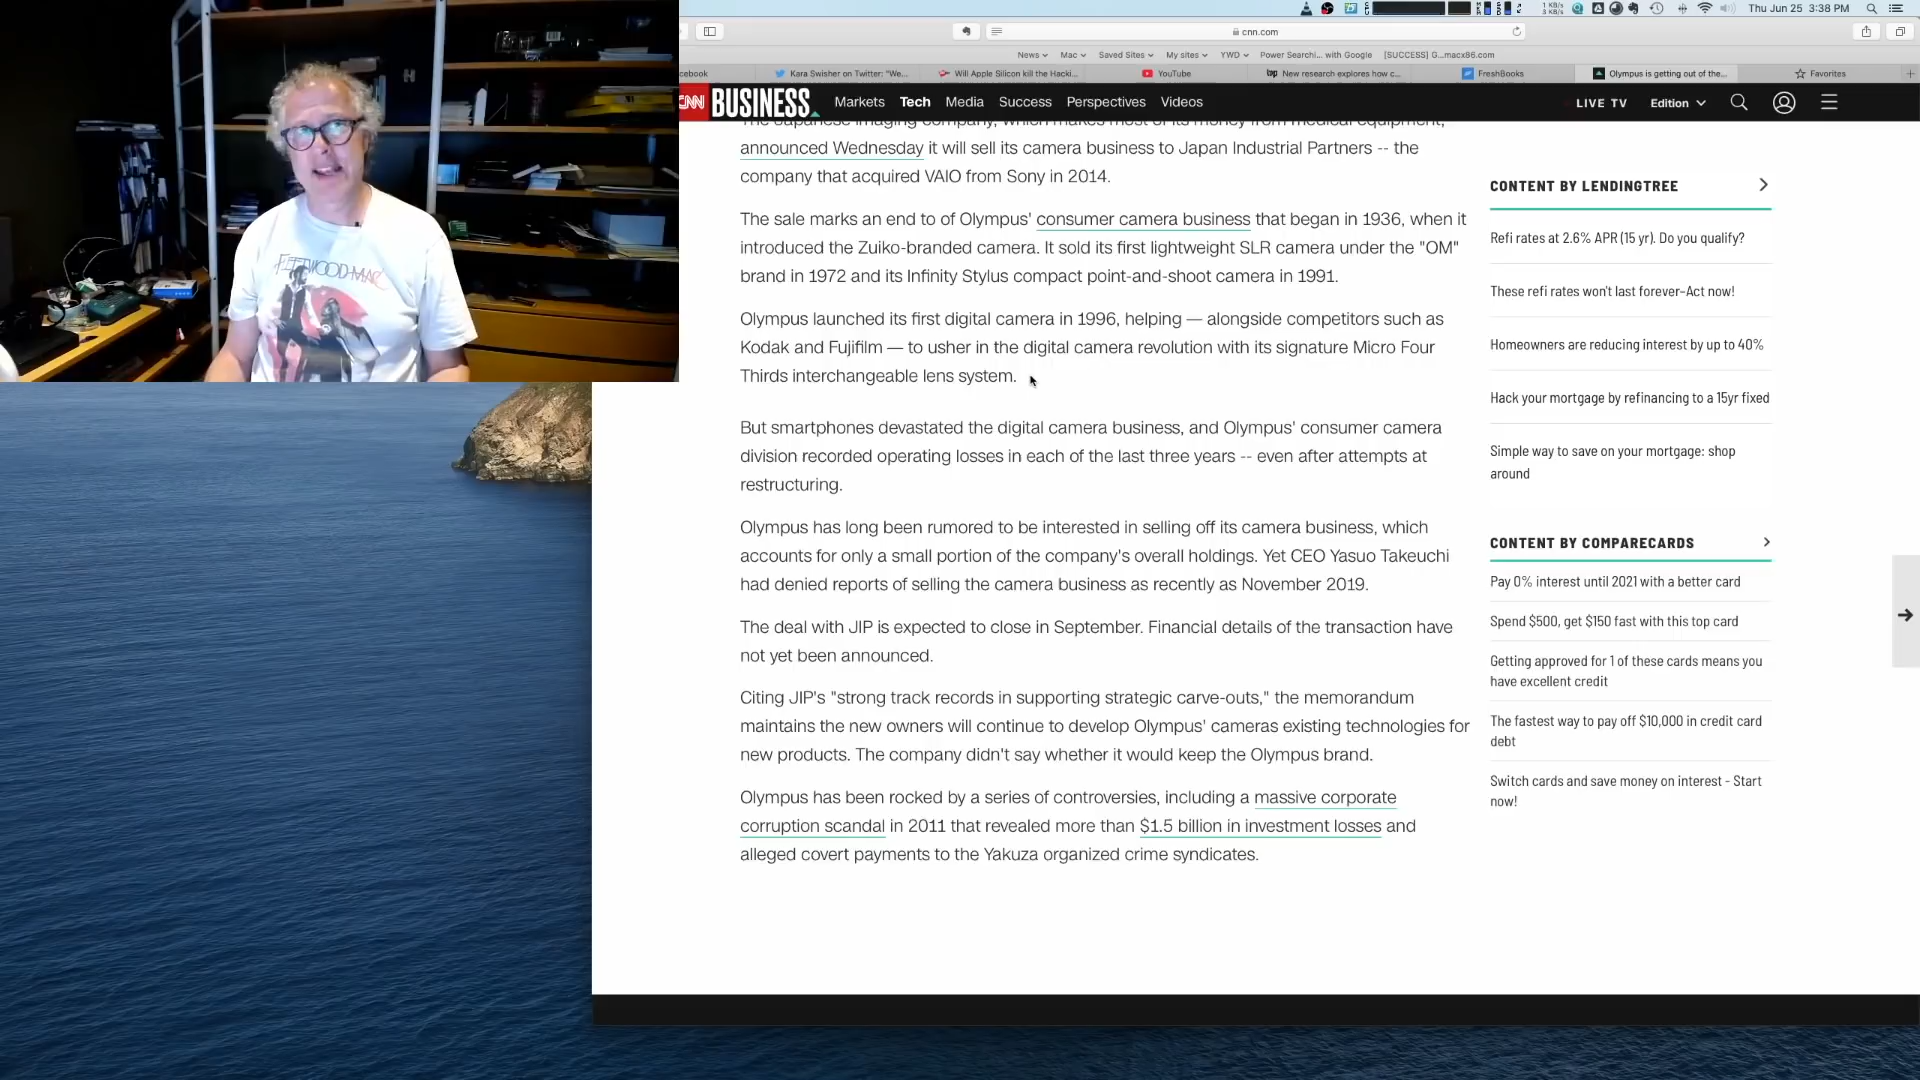 Thu Jun 25 3:38 PM
cnn.com
News
Mac
Saved Sites
My sites
YWD
Power Searchi... with Google
[SUCCESS] G...macx86.com
cebook
Kara Swisher on Twitter: "We...
Will Apple Silicon kill the Hacki...
YouTube
New research explores how c...
FreshBooks
Olympus is getting out of the...
Favorites
CNN BUSINESS
Markets
Tech
Media
Success
Perspectives
Videos
LIVE TV
Edition
The Japanese imaging company, which makes most of its money from medical equipment,
announced Wednesday it will sell its camera business to Japan Industrial Partners -- the
company that acquired VAIO from Sony in 2014.
The sale marks an end to of Olympus' consumer camera business that began in 1936, when it
introduced the Zuiko-branded camera. It sold its first lightweight SLR camera under the "OM"
brand in 1972 and its Infinity Stylus compact point-and-shoot camera in 1991.
Olympus launched its first digital camera in 1996, helping — alongside competitors such as
Kodak and Fujifilm — to usher in the digital camera revolution with its signature Micro Four
Thirds interchangeable lens system.
But smartphones devastated the digital camera business, and Olympus' consumer camera
division recorded operating losses in each of the last three years -- even after attempts at
restructuring.
Olympus has long been rumored to be interested in selling off its camera business, which
accounts for only a small portion of the company's overall holdings. Yet CEO Yasuo Takeuchi
had denied reports of selling the camera business as recently as November 2019.
The deal with JIP is expected to close in September. Financial details of the transaction have
not yet been announced.
Citing JIP's "strong track records in supporting strategic carve-outs," the memorandum
maintains the new owners will continue to develop Olympus' cameras existing technologies for
new products. The company didn't say whether it would keep the Olympus brand.
Olympus has been rocked by a series of controversies, including a massive corporate
corruption scandal in 2011 that revealed more than $1.5 billion in investment losses and
alleged covert payments to the Yakuza organized crime syndicates.
CONTENT BY LENDINGTREE
Refi rates at 2.6% APR (15 yr). Do you qualify?
These refi rates won't last forever–Act now!
Homeowners are reducing interest by up to 40%
Hack your mortgage by refinancing to a 15yr fixed
Simple way to save on your mortgage: shop
around
CONTENT BY COMPARECARDS
Pay 0% interest until 2021 with a better card
Spend $500, get $150 fast with this top card
Getting approved for 1 of these cards means you
have excellent credit
The fastest way to pay off $10,000 in credit card
debt
Switch cards and save money on interest - Start
now!
FLEETWOOD MAC